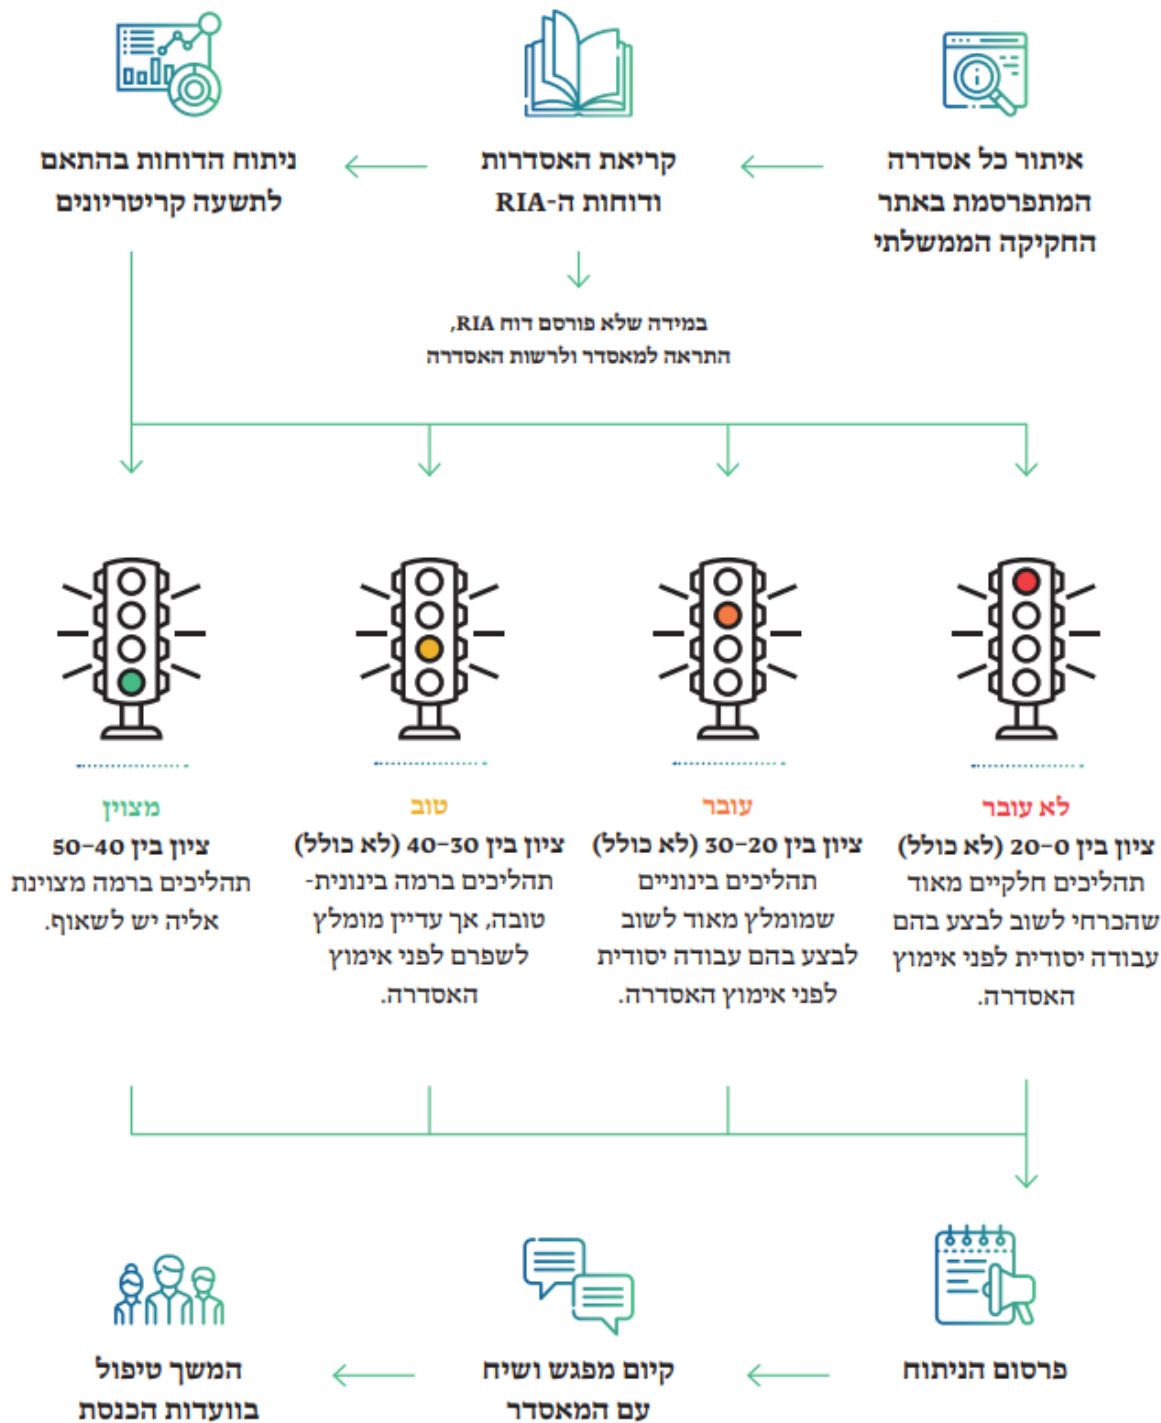 איתור כל אסדרה
המתפרסמת באתר
החקיקה הממשלתי
קריאת האסדרות
ודוחות ה-RIA
ניתוח הדוחות בהתאם
לתשעה קריטריונים
במידה שלא פורסם דוח RIA,
התראה למאסדר ולרשות האסדרה
לא עובר
ציון בין 0–20 (לא כולל)
תהליכים חלקיים מאוד
שהכרחי לשוב לבצע בהם
עבודה יסודית לפני אימוץ
האסדרה.
עובר
ציון בין 20–30 (לא כולל)
תהליכים בינוניים
שמומלץ מאוד לשוב
לבצע בהם עבודה יסודית
לפני אימוץ האסדרה.
טוב
ציון בין 30–40 (לא כולל)
תהליכים ברמה בינונית-
טובה, אך עדיין מומלץ
לשפרם לפני אימוץ
האסדרה.
מצוין
ציון בין 40–50
תהליכים ברמה מצוינת
אליה יש לשאוף.
פרסום הניתוח
קיום מפגש ושיח
עם המאסדר
המשך טיפול
בוועדות הכנסת